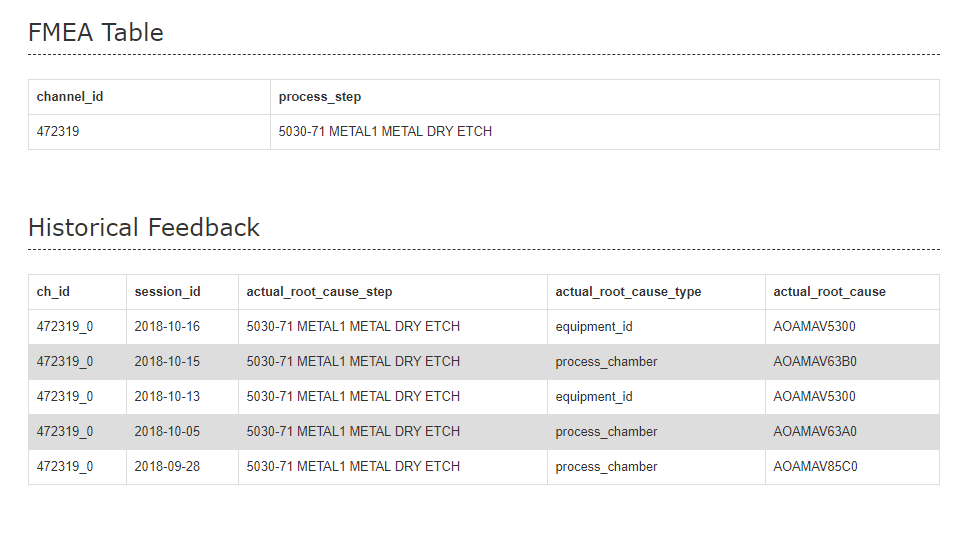 FMEA Table
channel_id process_step
472319 5030-71 METAL1 METAL DRY ETCH
Historical Feedback
ch_id session_id actual_root_cause_step actual_root_cause_type actual_root_cause
472319_0 2018-10-16 5030-71 METAL1 METAL DRY ETCH equipment_id AOAMAV5300
472319_0 2018-10-15 5030-71 METAL1 METAL DRY ETCH process_chamber AOAMAV63B0
472319_0 2018-10-13 5030-71 METAL1 METAL DRY ETCH equipment_id AOAMAV5300
472319_0 2018-10-05 5030-71 METAL1 METAL DRY ETCH process_chamber AOAMAV63A0
472319_0 2018-09-28 5030-71 METAL1 METAL DRY ETCH process_chamber AOAMAV85C0